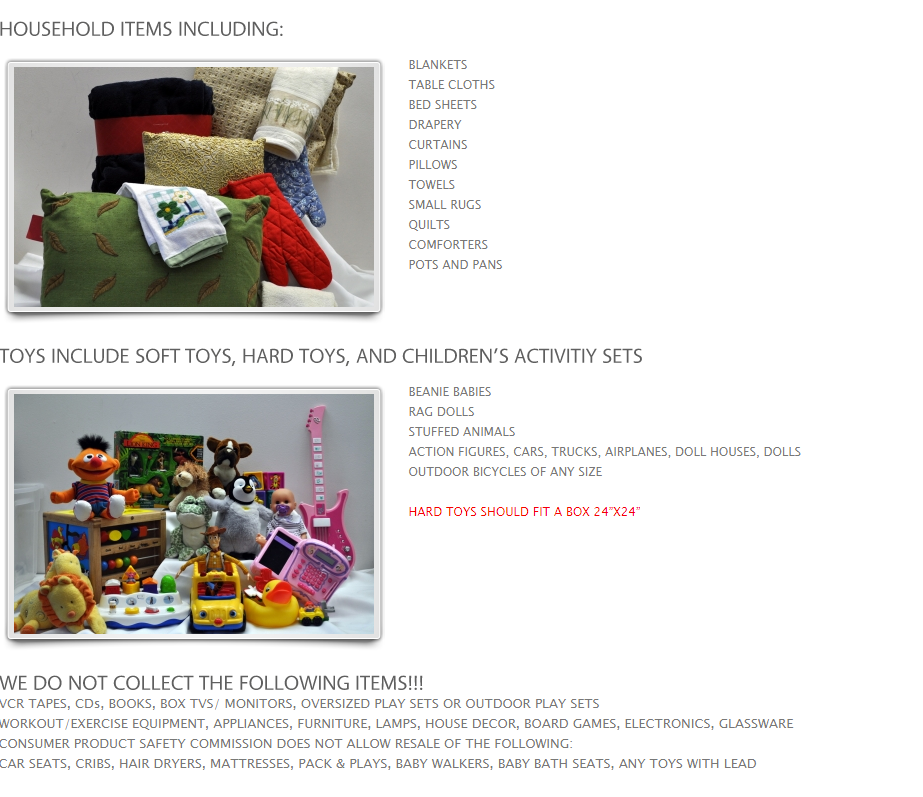 HOUSEHOLD ITEMS INCLUDING:
BLANKETS
TABLE CLOTHS
BED SHEETS
DRAPERY
CURTAINS
PILLOWS
TOWELS
SMALL RUGS
QUILTS
COMFORTERS
POTS AND PANS
TOYS INCLUDE SOFT TOYS, HARD TOYS, AND CHILDREN'S ACTIVITIY SETS
LION KING
BEANIE BABIES
RAG DOLLS
STUFFED ANIMALS
ACTION FIGURES, CARS, TRUCKS, AIRPLANES, DOLL HOUSES, DOLLS
OUTDOOR BICYCLES OF ANY SIZE
HARD TOYS SHOULD FIT A BOX 24”X24”
WE DO NOT COLLECT THE FOLLOWING ITEMS!!!
VCR TAPES, CDs, BOOKS, BOX TVS/ MONITORS, OVERSIZED PLAY SETS OR OUTDOOR PLAY SETS
WORKOUT/EXERCISE EQUIPMENT, APPLIANCES, FURNITURE, LAMPS, HOUSE DECOR, BOARD GAMES, ELECTRONICS, GLASSWARE
CONSUMER PRODUCT SAFETY COMMISSION DOES NOT ALLOW RESALE OF THE FOLLOWING:
CAR SEATS, CRIBS, HAIR DRYERS, MATTRESSES, PACK & PLAYS, BABY WALKERS, BABY BATH SEATS, ANY TOYS WITH LEAD